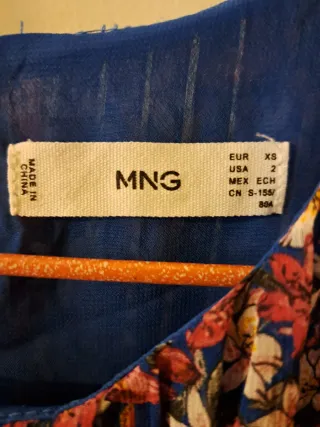 MADE IN
CHINA
MNG
EUR XS
USA 2
MEX ECH
CN S-155/
80A